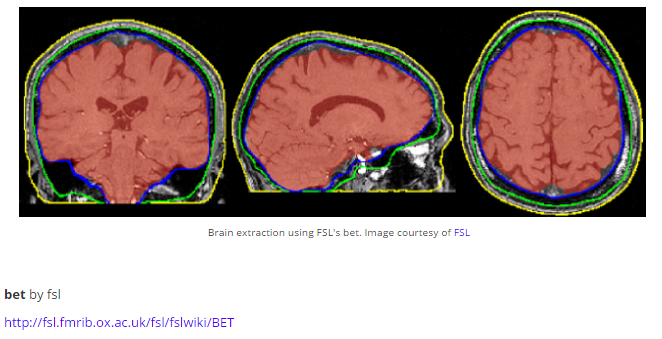 Brain extraction using FSL's bet. Image courtesy of FSL
bet by fsl
http://fsl.fmrib.ox.ac.uk/fsl/fslwiki/BET